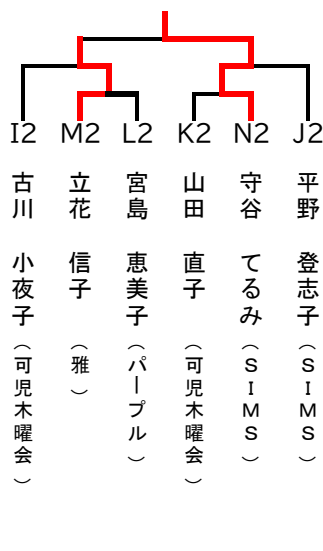 I2 M2 L2 K2 N2 J2
古川 小夜子（可児木曜会）
立花 信子（雅）
宮島 恵美子（パープル）
山田 直子（可児木曜会）
守谷 てるみ（SIMS）
平野 登志子（SIMS）